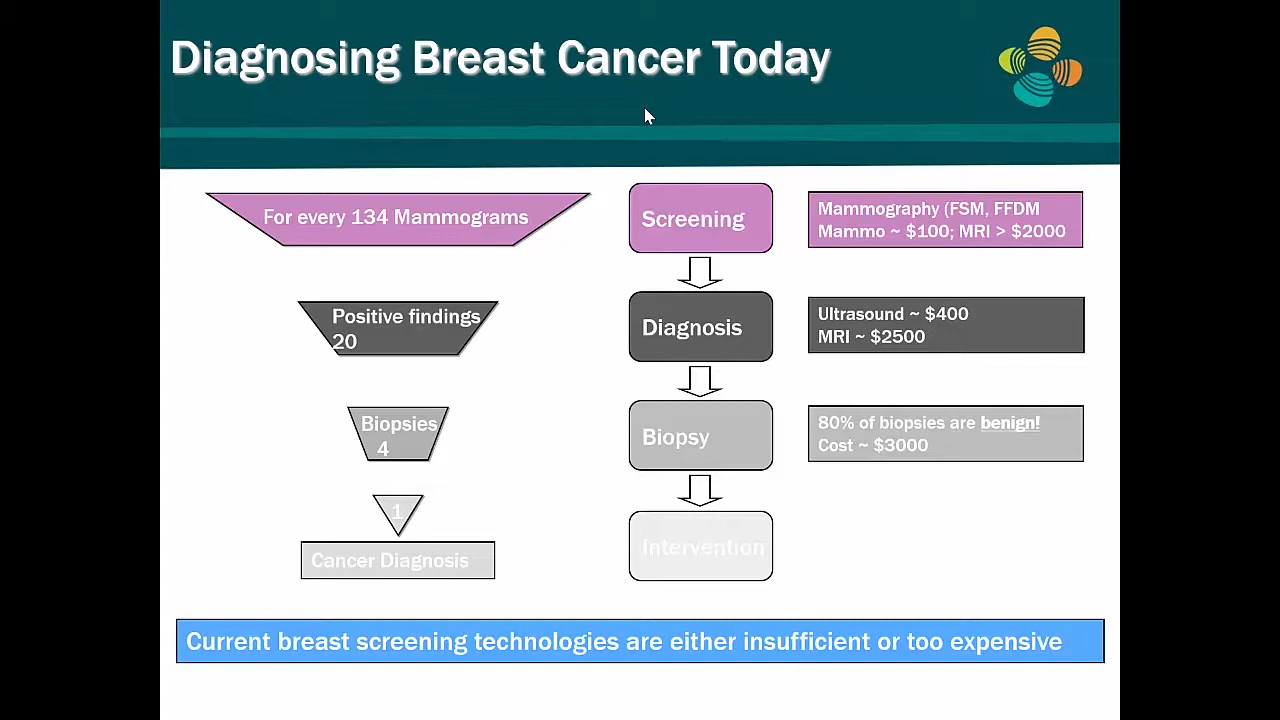 Diagnosing Breast Cancer Today
For every 134 Mammograms
Screening
Mammography (FSM, FFDM
Mammo ~ $100; MRI > $2000
Positive findings
20
Diagnosis
Ultrasound ~ $400
MRI ~ $2500
Biopsies
4
Biopsy
80% of biopsies are benign!
Cost ~ $3000
1
Cancer Diagnosis
Intervention
Current breast screening technologies are either insufficient or too expensive